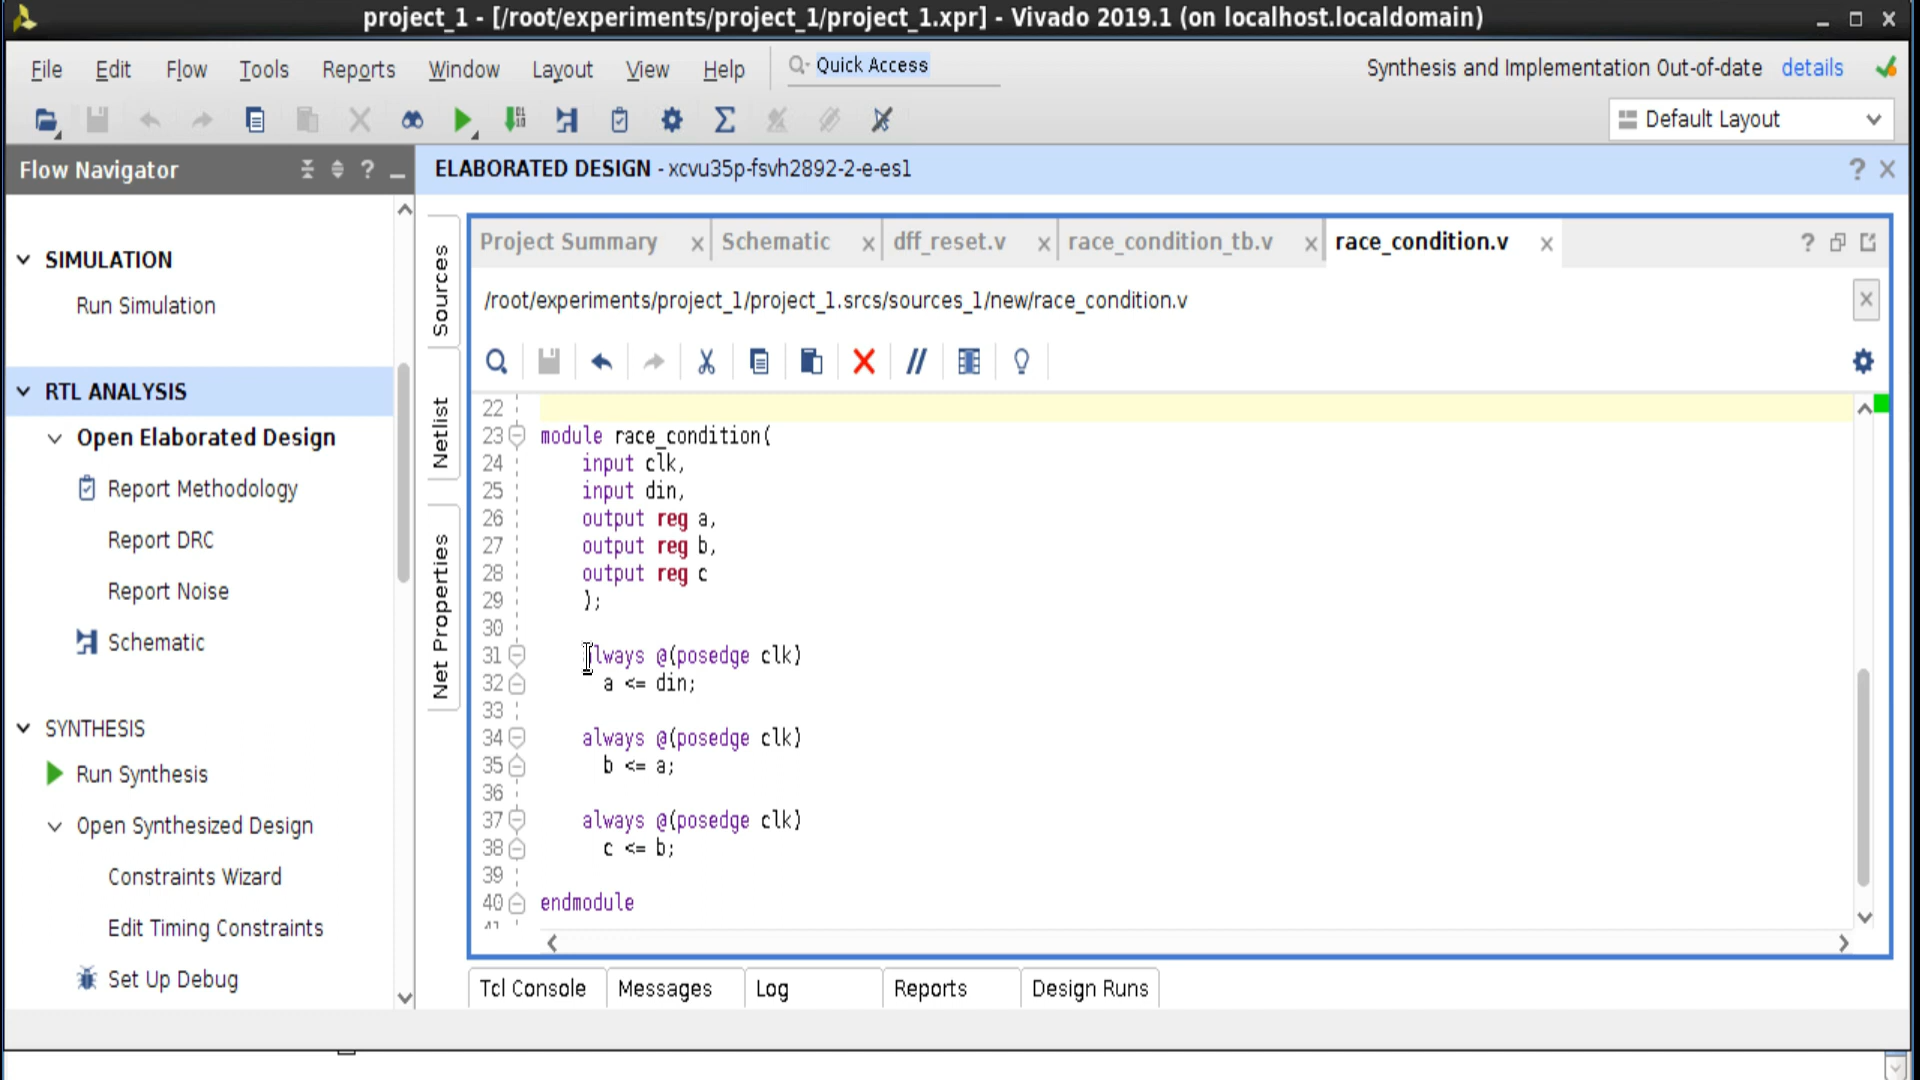 project_1 - [/root/experiments/project_1/project_1.xpr] - Vivado 2019.1 (on localhost.localdomain)
File Edit Flow Tools Reports Window Layout View Help Quick Access Synthesis and Implementation Out-of-date details
Default Layout
Flow Navigator ? ELABORATED DESIGN - xcvu35p-fsvh2892-2-e-es1 ?
SIMULATION
Run Simulation
RTL ANALYSIS
Open Elaborated Design
Report Methodology
Report DRC
Report Noise
Schematic
SYNTHESIS
Run Synthesis
Open Synthesized Design
Constraints Wizard
Edit Timing Constraints
Set Up Debug
Sources
Netlist
Net Properties
Project Summary Schematic dff_reset.v race_condition_tb.v race_condition.v ?
/root/experiments/project_1/project_1.srcs/sources_1/new/race_condition.v
22
23 module race_condition(
24 input clk,
25 input din,
26 output reg a,
27 output reg b,
28 output reg c
29 );
30
31 always @(posedge clk)
32 a <= din;
33
34 always @(posedge clk)
35 b <= a;
36
37 always @(posedge clk)
38 c <= b;
39
40 endmodule
41
Tcl Console Messages Log Reports Design Runs